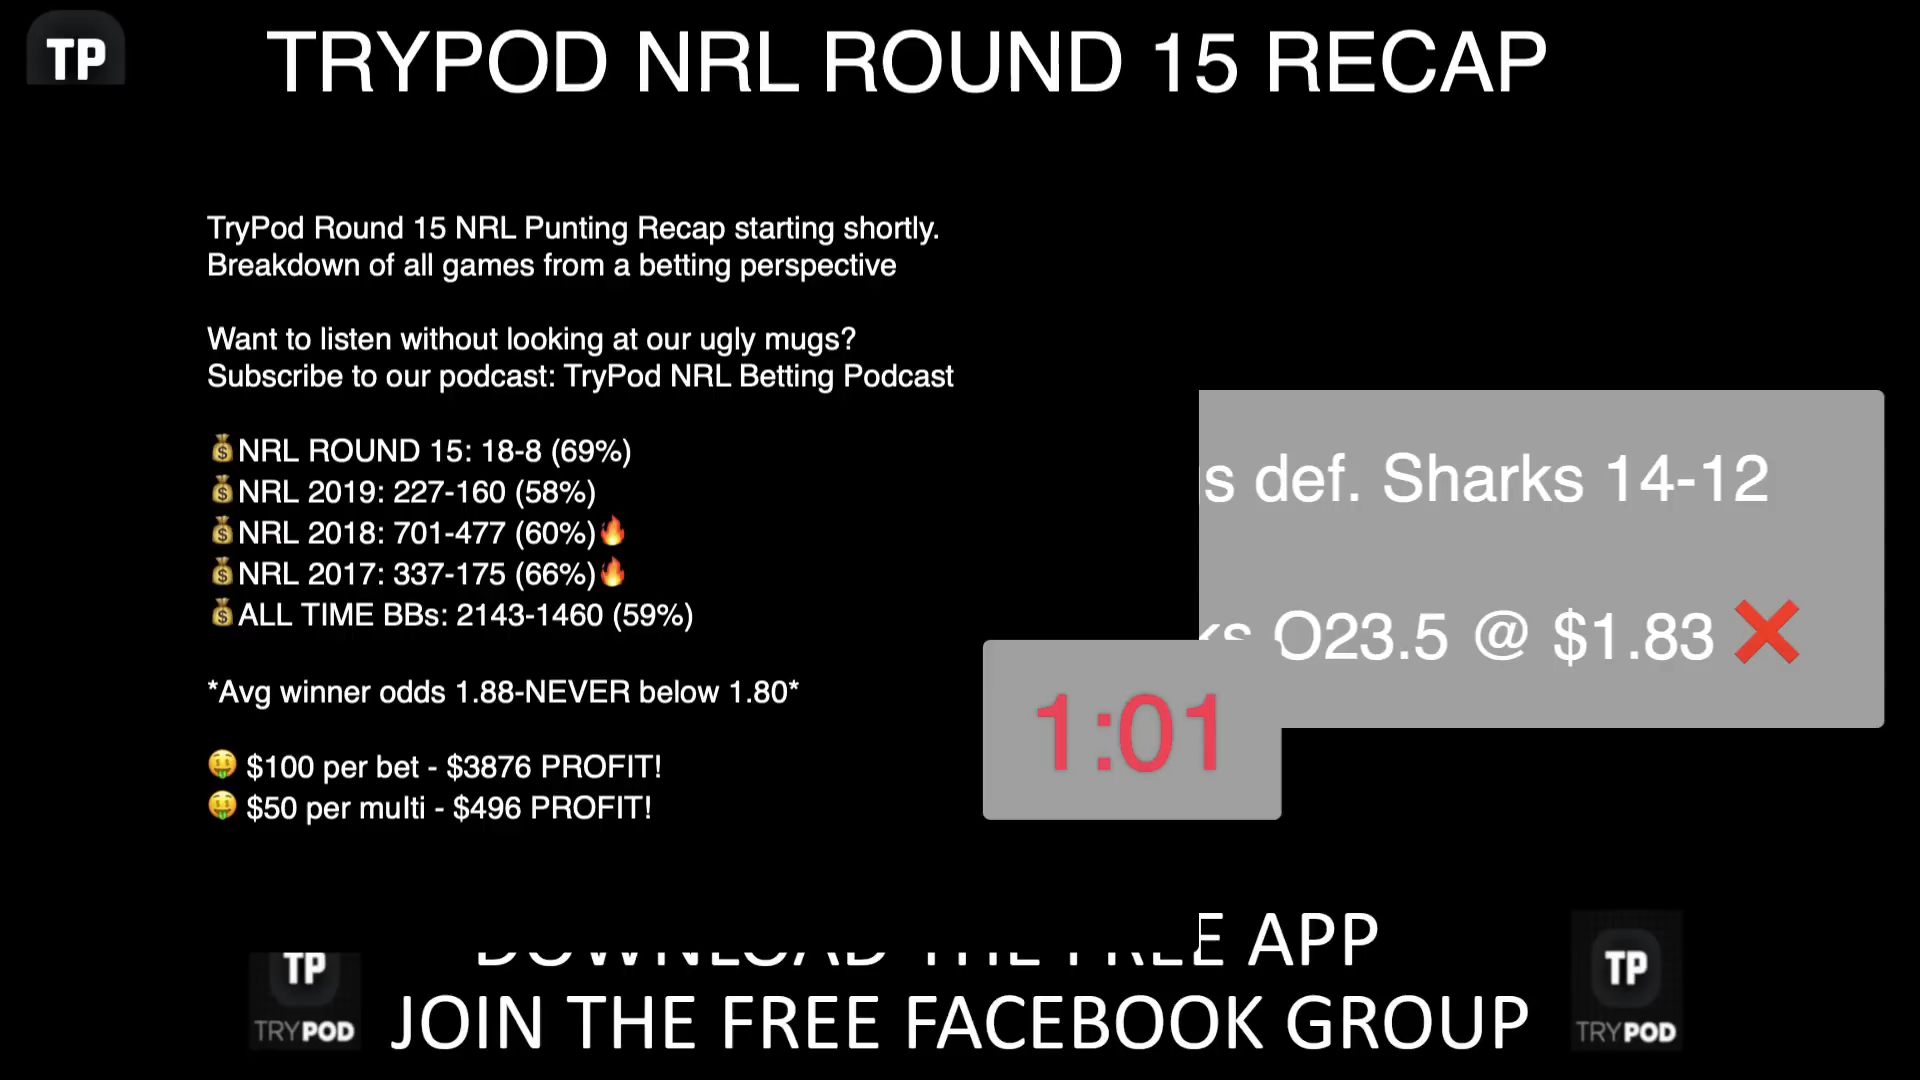 TP
TRYPOD NRL ROUND 15 RECAP
TryPod Round 15 NRL Punting Recap starting shortly.
Breakdown of all games from a betting perspective
Want to listen without looking at our ugly mugs?
Subscribe to our podcast: TryPod NRL Betting Podcast
💰NRL ROUND 15: 18-8 (69%)
💰NRL 2019: 227-160 (58%)
💰NRL 2018: 701-477 (60%)🔥
💰NRL 2017: 337-175 (66%)🔥
💰ALL TIME BBs: 2143-1460 (59%)
*Avg winner odds 1.88-NEVER below 1.80*
🤑 $100 per bet - $3876 PROFIT!
🤑 $50 per multi - $496 PROFIT!
def. Sharks 14-12
O23.5 @ $1.83 ❌
1:01
DOWNLOAD THE FREE APP
JOIN THE FREE FACEBOOK GROUP
TP
TRYPOD
TP
TRYPOD